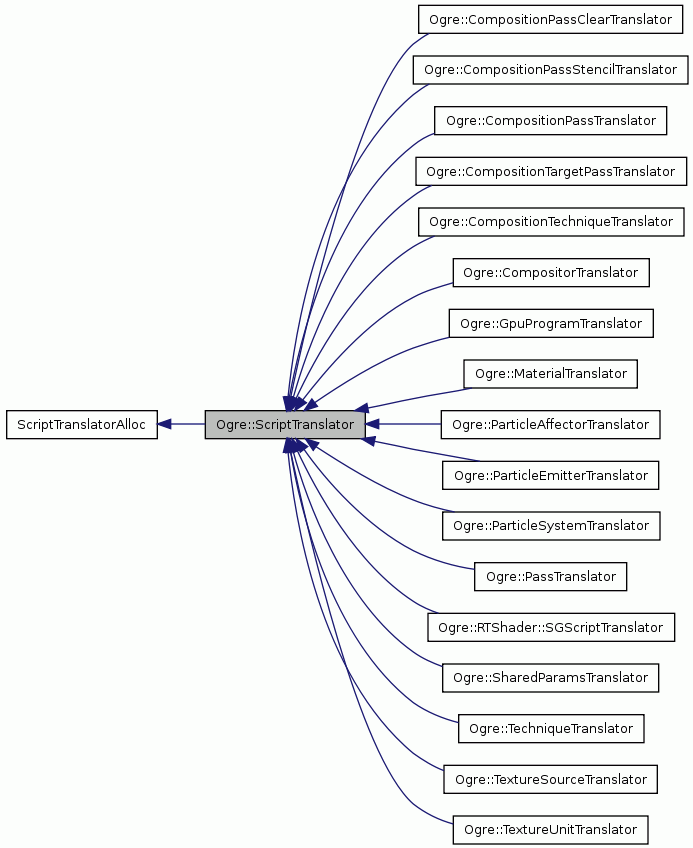 Ogre::CompositionPassClearTranslator
Ogre::CompositionPassStencilTranslator
Ogre::CompositionPassTranslator
Ogre::CompositionTargetPassTranslator
Ogre::CompositionTechniqueTranslator
Ogre::CompositorTranslator
Ogre::GpuProgramTranslator
Ogre::MaterialTranslator
ScriptTranslatorAlloc
Ogre::ScriptTranslator
Ogre::ParticleAffectorTranslator
Ogre::ParticleEmitterTranslator
Ogre::ParticleSystemTranslator
Ogre::PassTranslator
Ogre::RTShader::SGScriptTranslator
Ogre::SharedParamsTranslator
Ogre::TechniqueTranslator
Ogre::TextureSourceTranslator
Ogre::TextureUnitTranslator